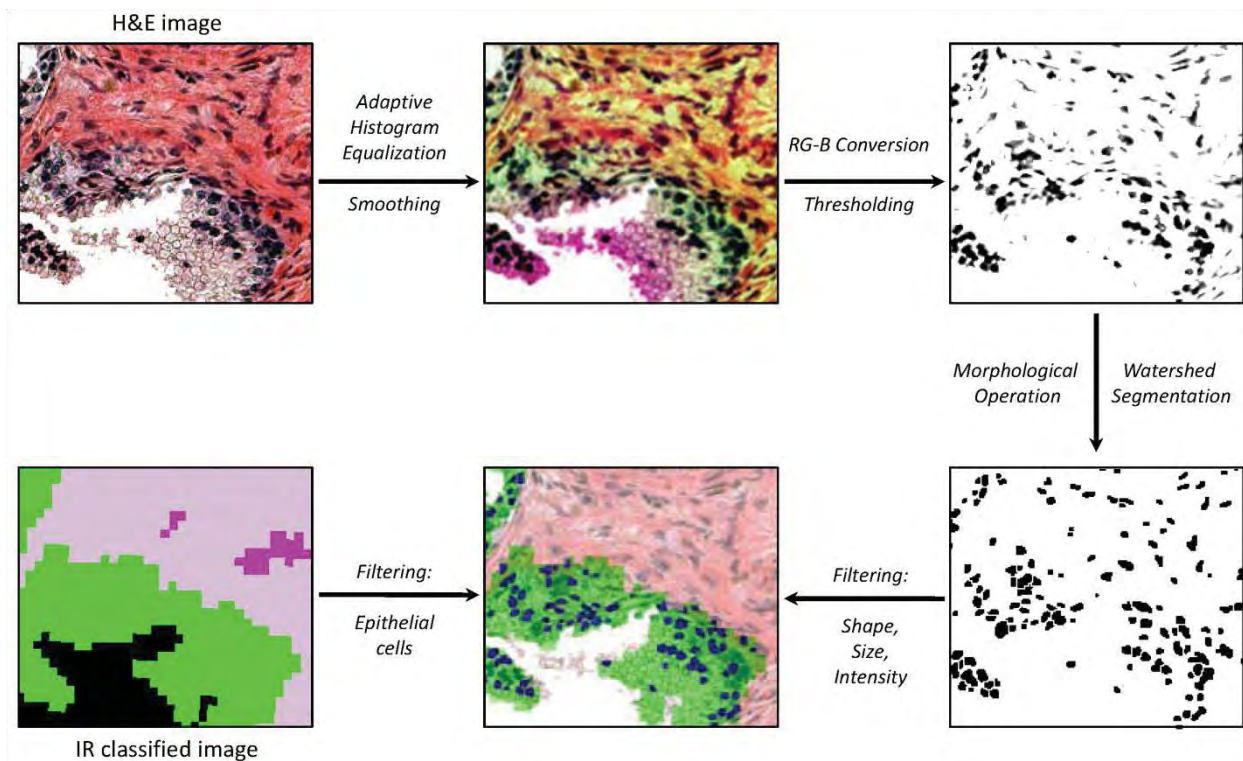 H&E image
Adaptive
Histogram
Equalization
Smoothing
RG-B Conversion
Thresholding
Morphological
Operation
Watershed
Segmentation
Filtering:
Epithelial
cells
Filtering:
Shape,
Size,
Intensity
IR classified image